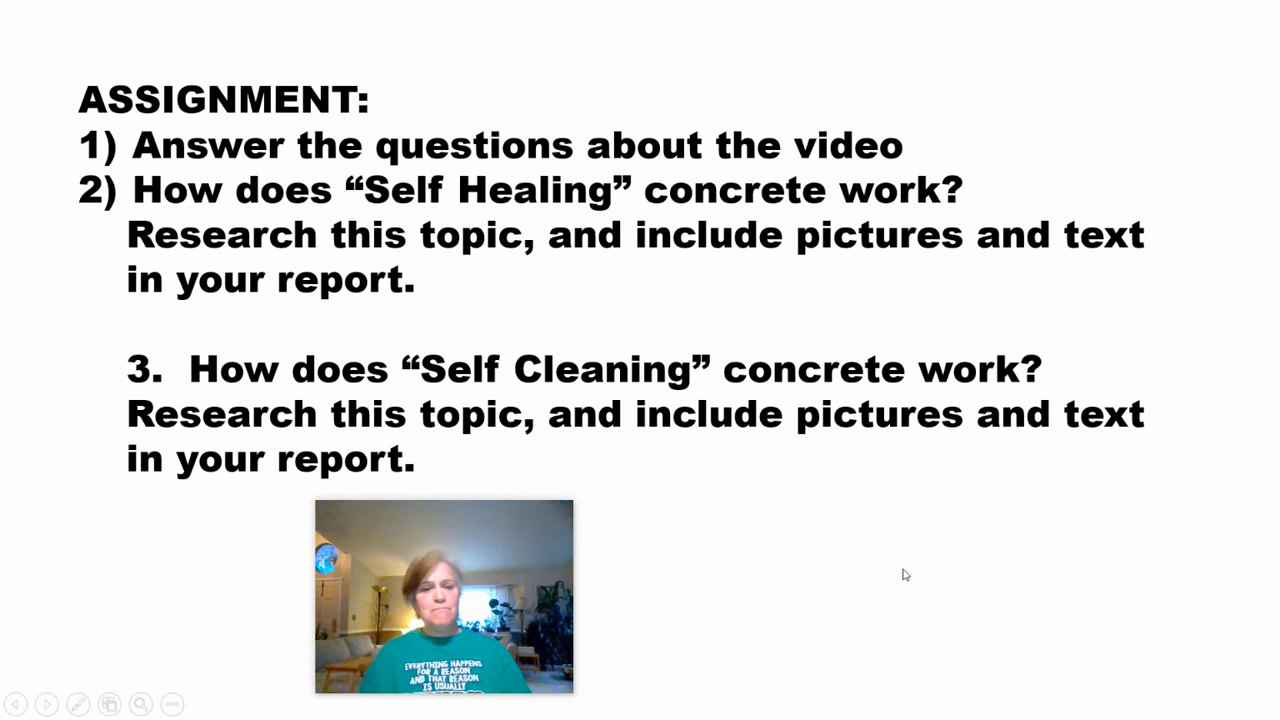 ASSIGNMENT:
1) Answer the questions about the video
2) How does “Self Healing” concrete work?
Research this topic, and include pictures and text
in your report.
3. How does “Self Cleaning” concrete work?
Research this topic, and include pictures and text
in your report.
EVERYTHING HAPPENS
FOR A REASON
AND THAT REASON
IS USUALLY